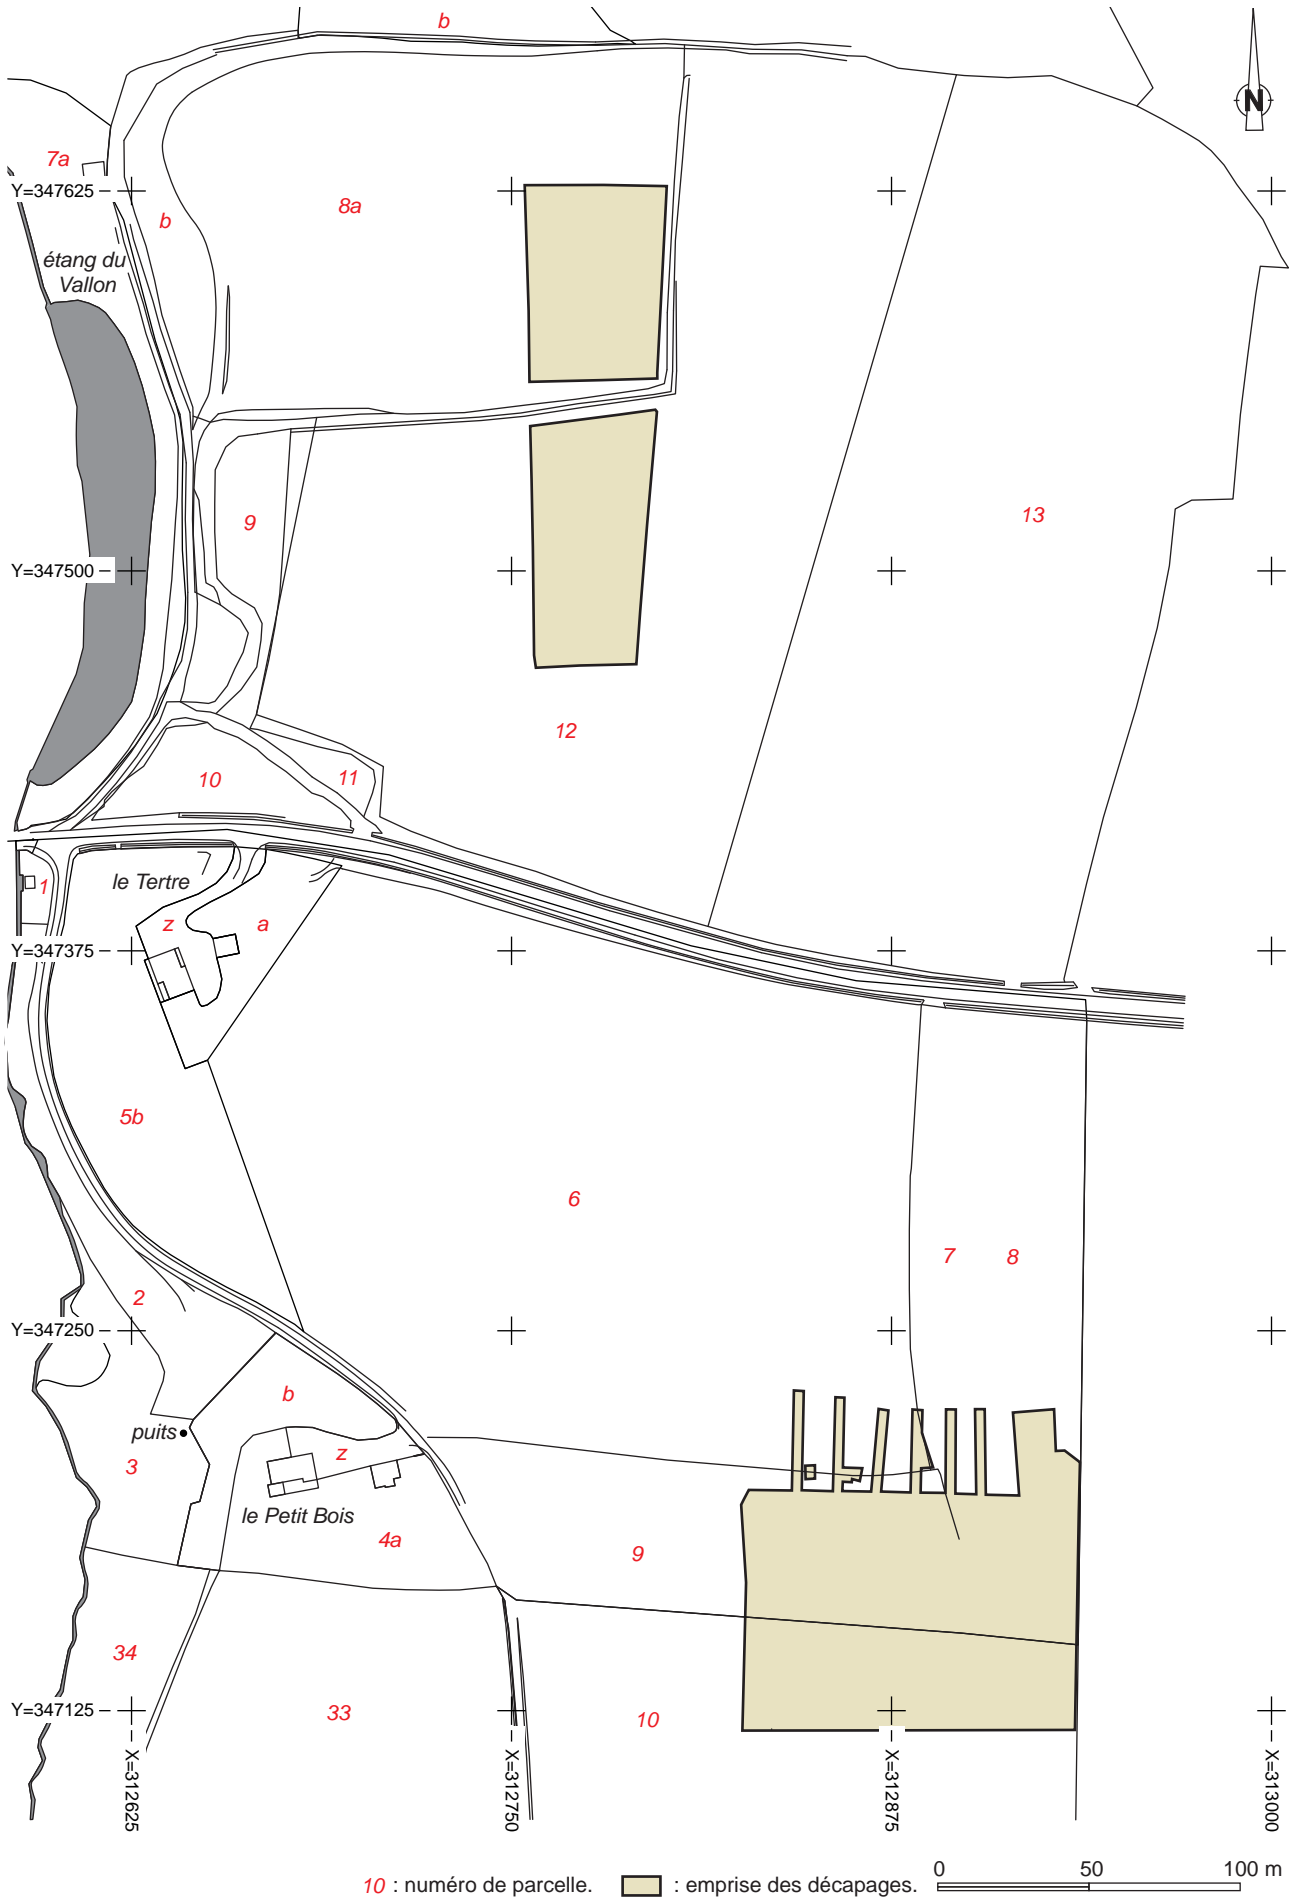 b
N
7a
Y=347625
b
8a
étang du
Vallon
9
13
Y=347500
12
10
11
1
le Tertre
z
a
Y=347375
5b
6
7
8
2
Y=347250
b
puits
z
3
le Petit Bois
4a
9
34
33
10
Y=347125
X=312625
X=312750
X=312875
X=313000
0 50 100 m
10 : numéro de parcelle. : emprise des décapages.